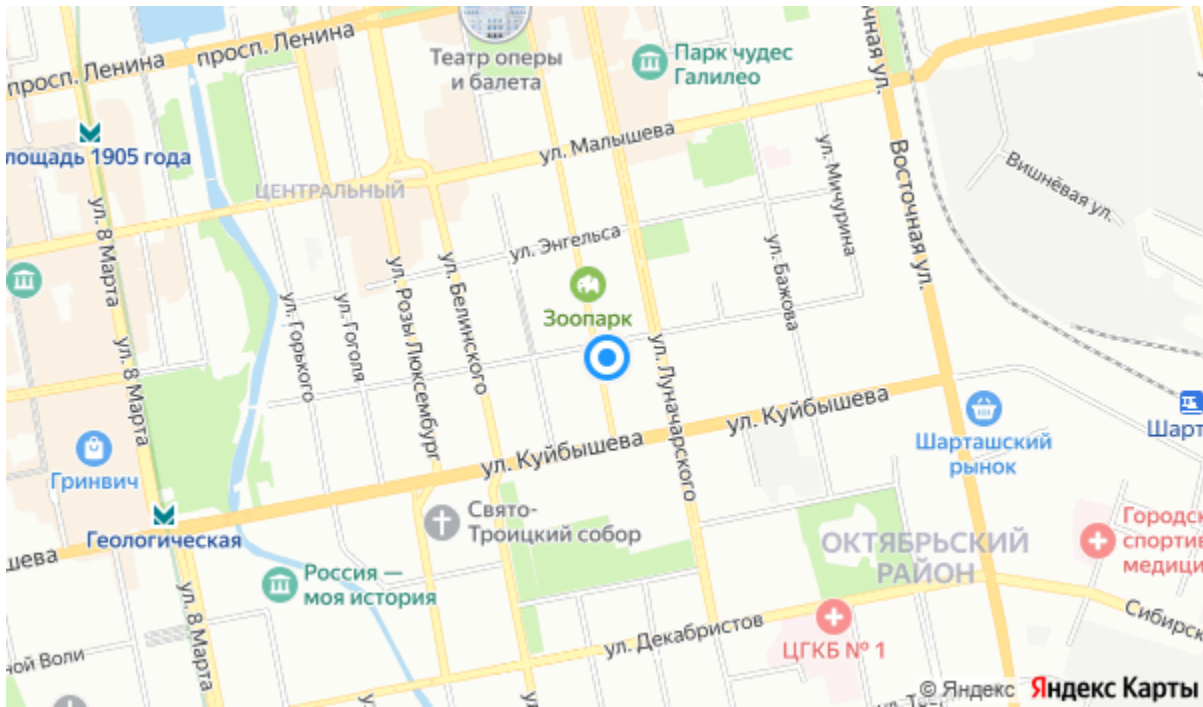 просп. Ленина
просп. Ленина
Театр оперы
и балета
Парк чудес
Галилео
чная ул.
лощадь 1905 года
ул. Малышева
ЦЕНТРАЛЬНЫЙ
ул. Мичурина
Восточная ул.
Вишнёвая ул.
ул. 8 Марта
ул. Энгельса
ул. Бажова
ул. Розы Люксембург
ул. Белинского
ул. Горького
ул. Гоголя
Зоопарк
ул. 8 Марта
ул. Луначарского
ул. Куйбышева
ул. Куйбышева
Шарташский
рынок
Шарт
Гринвич
Свято-
Троицкий собор
Геологическая
шева
Россия —
моя история
ул. 8 Марта
ОКТЯБРЬСКИЙ
РАЙОН
Городск
спортив
медици
Сибирск
ул. Декабристов
ЦГКБ № 1
ной Воли
© Яндекс Яндекс Карты